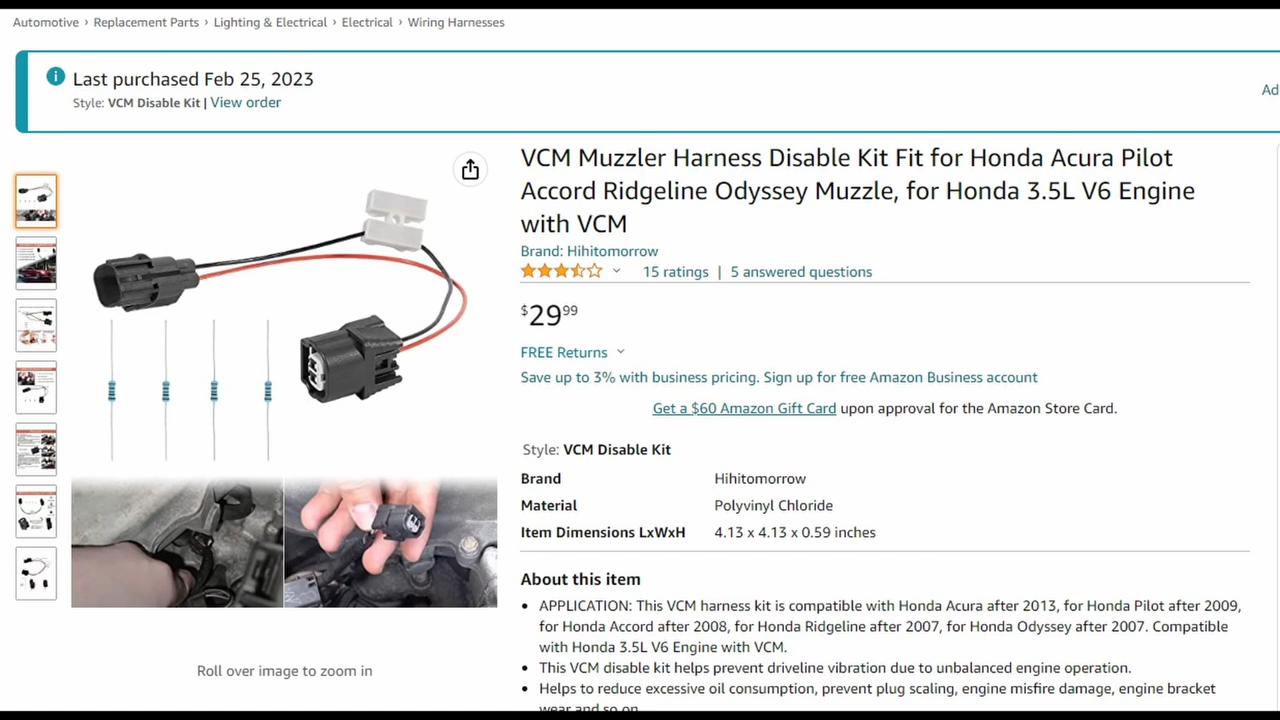 Automotive › Replacement Parts › Lighting & Electrical › Electrical › Wiring Harnesses
Last purchased Feb 25, 2023
Style: VCM Disable Kit | View order
Ad
VCM Muzzler Harness Disable Kit Fit for Honda Acura Pilot
Accord Ridgeline Odyssey Muzzle, for Honda 3.5L V6 Engine
with VCM
Brand: Hihitomorrow
15 ratings | 5 answered questions
$29.99
FREE Returns
Save up to 3% with business pricing. Sign up for free Amazon Business account
Get a $60 Amazon Gift Card upon approval for the Amazon Store Card.
Style: VCM Disable Kit
Brand Hihitomorrow
Material Polyvinyl Chloride
Item Dimensions LxWxH 4.13 x 4.13 x 0.59 inches
About this item
• APPLICATION: This VCM harness kit is compatible with Honda Acura after 2013, for Honda Pilot after 2009,
for Honda Accord after 2008, for Honda Ridgeline after 2007, for Honda Odyssey after 2007. Compatible
with Honda 3.5L V6 Engine with VCM.
• This VCM disable kit helps prevent driveline vibration due to unbalanced engine operation.
• Helps to reduce excessive oil consumption, prevent plug scaling, engine misfire damage, engine bracket
wear and so on
Roll over image to zoom in